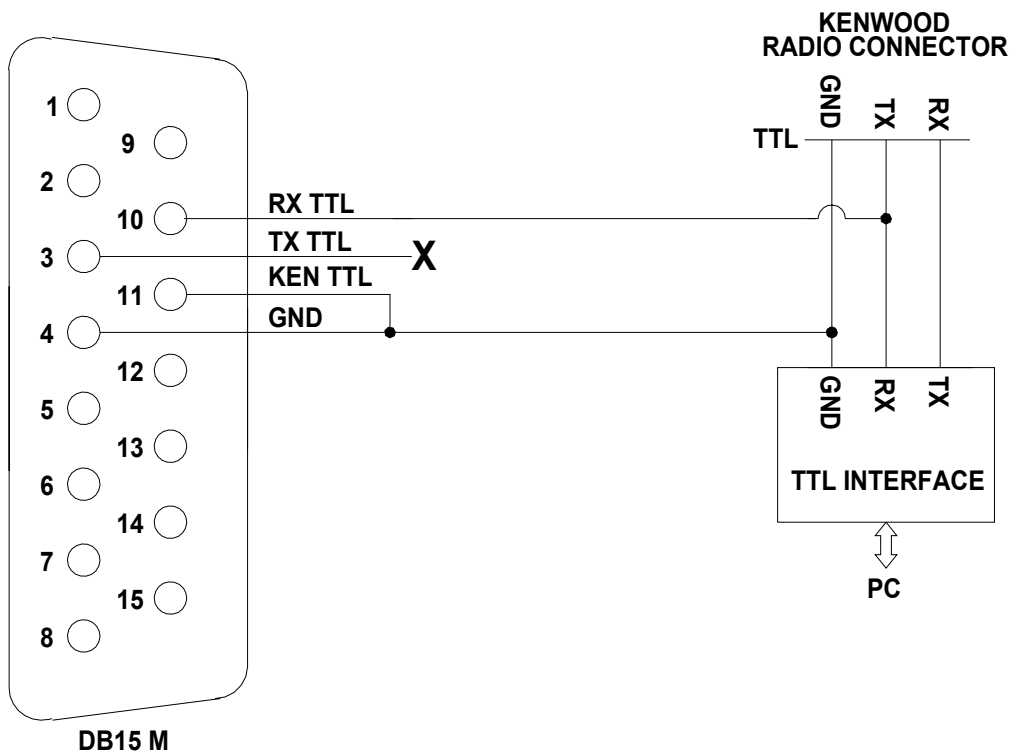 KENWOOD
RADIO CONNECTOR
GND
TX
RX
TTL
1
9
2
10
RX TTL
3
TX TTL
X
11
KEN TTL
4
GND
12
5
13
6
14
7
15
8
GND
RX
TX
TTL INTERFACE
PC
DB15 M